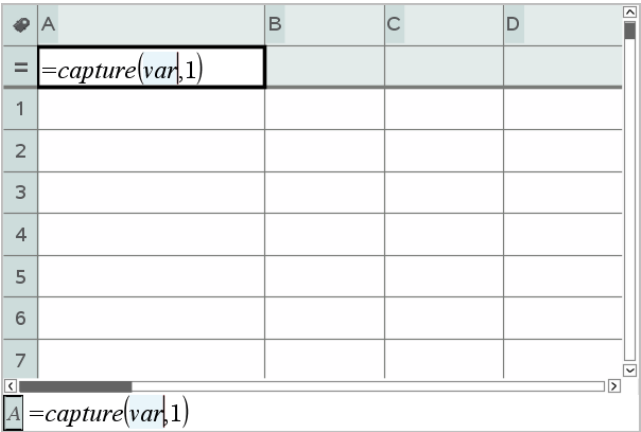 A B C D
= =capture(var,1)
1
2
3
4
5
6
7
A =capture(var,1)